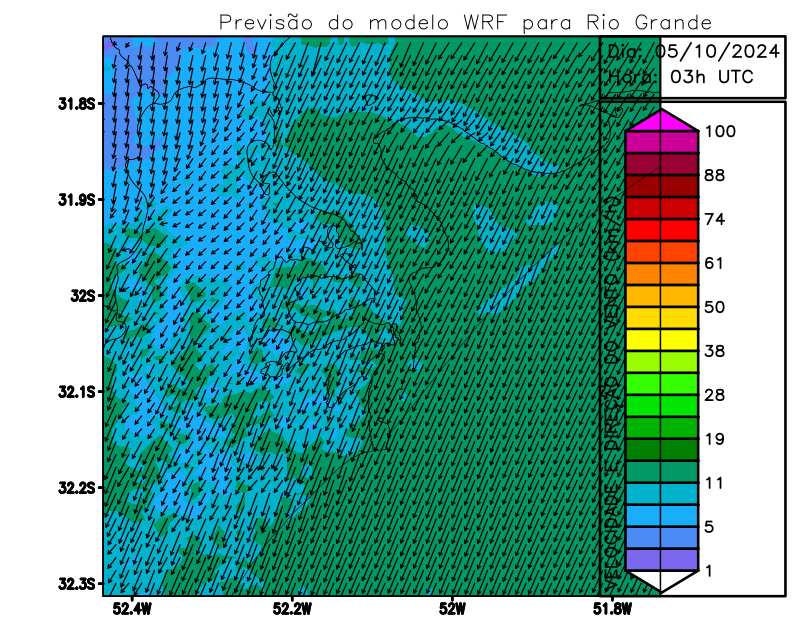 Previsão do modelo WRF para Rio Grande
Dia: 05/10/2024
Hora: 03h UTC
31.8S
31.9S
32S
32.1S
32.2S
32.3S
52.4W
52.2W
52W
51.8W
VELOCIDADE E DIREÇÃO DO VENTO (km/h)
100
88
74
61
50
38
28
19
11
5
1